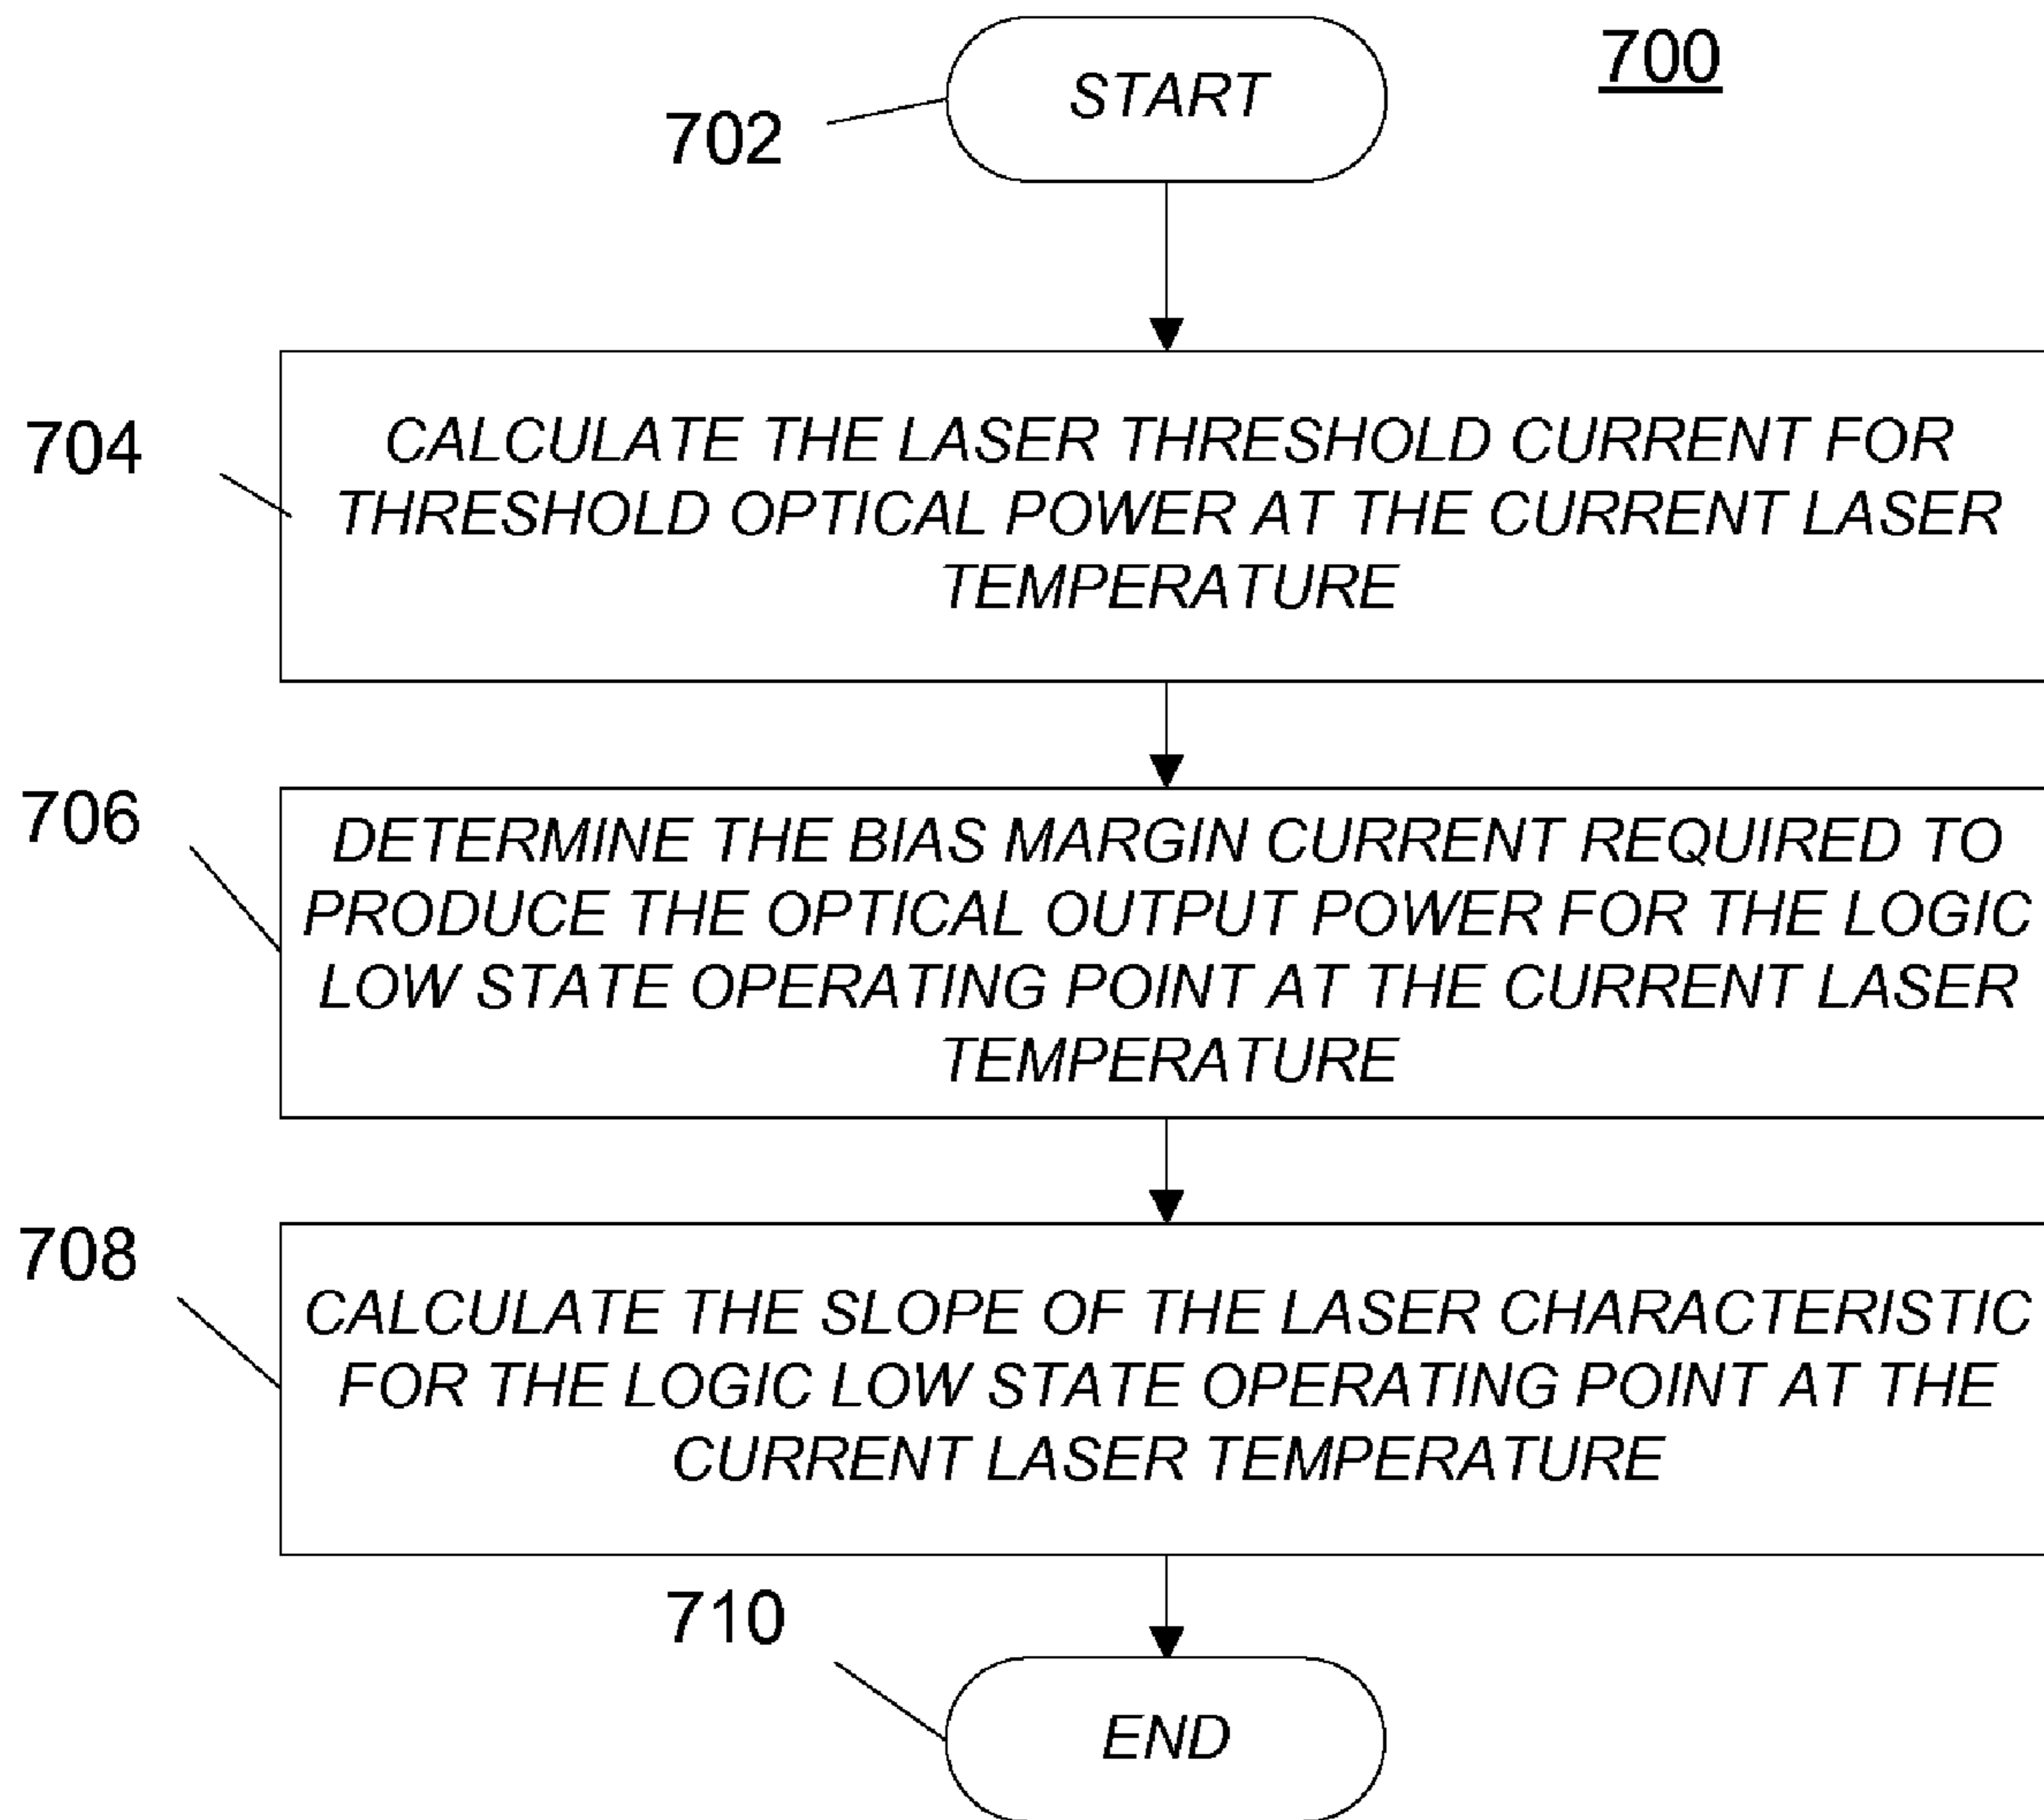 700
702
START
704
CALCULATE THE LASER THRESHOLD CURRENT FOR
THRESHOLD OPTICAL POWER AT THE CURRENT LASER
TEMPERATURE
706
DETERMINE THE BIAS MARGIN CURRENT REQUIRED TO
PRODUCE THE OPTICAL OUTPUT POWER FOR THE LOGIC
LOW STATE OPERATING POINT AT THE CURRENT LASER
TEMPERATURE
708
CALCULATE THE SLOPE OF THE LASER CHARACTERISTIC
FOR THE LOGIC LOW STATE OPERATING POINT AT THE
CURRENT LASER TEMPERATURE
710
END